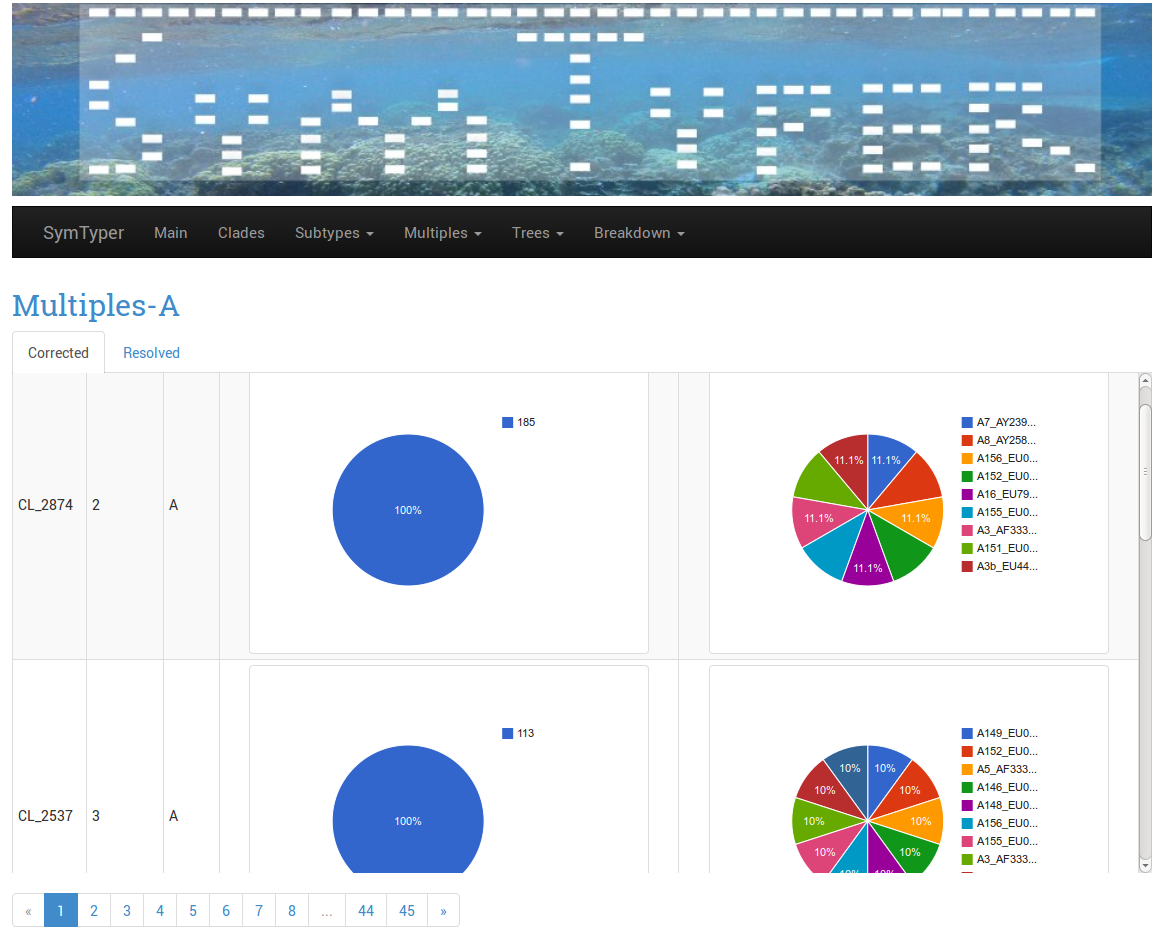 SymTyper
SymTyper Main Clades Subtypes Multiples Trees Breakdown
Multiples-A
Corrected Resolved
CL_2874 2 A
185
100%
11.1% 11.1%
11.1% 11.1%
11.1%
A7_AY239...
A8_AY258...
A156_EU0...
A152_EU0...
A16_EU79...
A155_EU0...
A3_AF333...
A151_EU0...
A3b_EU44...
CL_2537 3 A
113
100%
10% 10%
10% 10%
10% 10%
10% 10%
10% 10%
A149_EU0...
A152_EU0...
A5_AF333...
A146_EU0...
A148_EU0...
A156_EU0...
A155_EU0...
A3_AF333...
« 1 2 3 4 5 6 7 8 ... 44 45 »